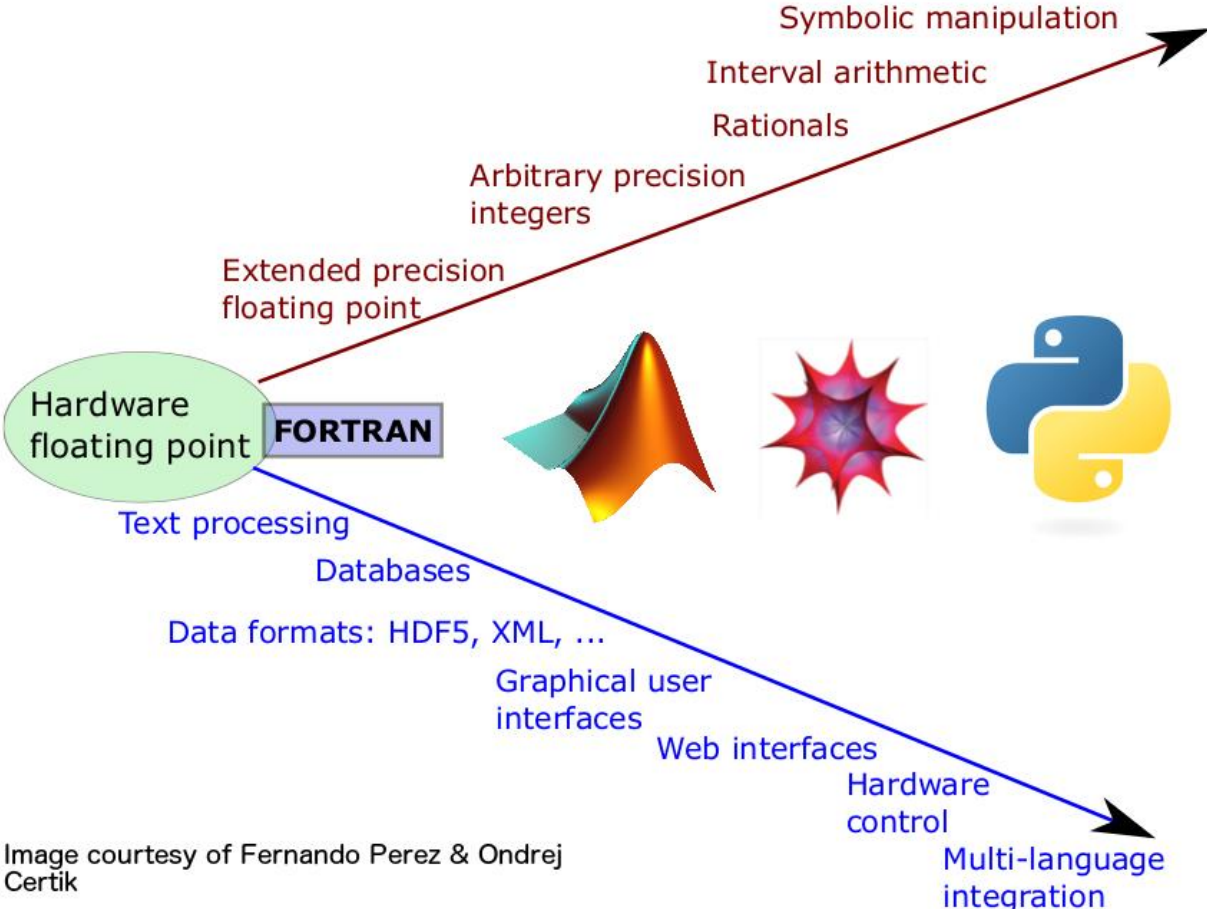 Symbolic manipulation
Interval arithmetic
Rationals
Arbitrary precision
integers
Extended precision
floating point
Hardware
floating point
FORTRAN
Text processing
Databases
Data formats: HDF5, XML, ...
Graphical user
interfaces
Web interfaces
Hardware
control
Multi-language
integration
Image courtesy of Fernando Perez & Ondrej
Certik